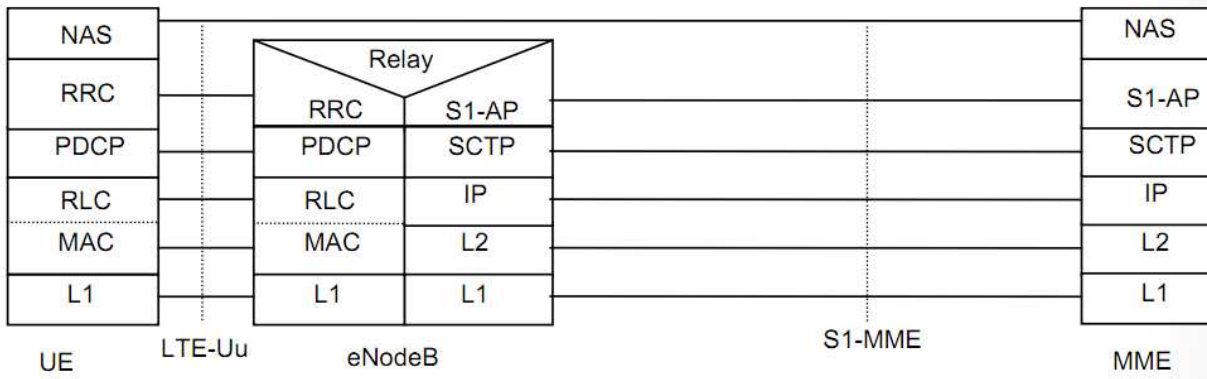 NAS
RRC
PDCP
RLC
MAC
L1
UE
LTE-Uu
Relay
RRC S1-AP
PDCP SCTP
RLC IP
MAC L2
L1 L1
eNodeB
S1-MME
NAS
S1-AP
SCTP
IP
L2
L1
MME